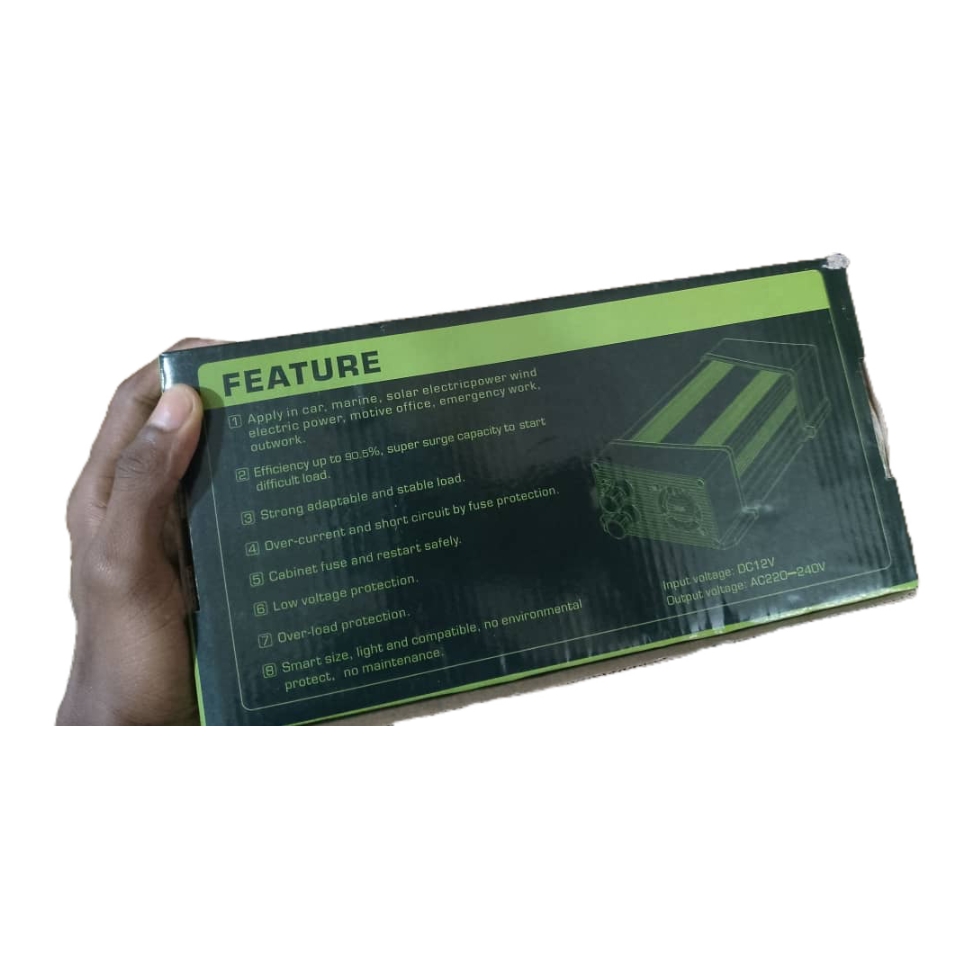 FEATURE
1 Apply in car, marine, solar electricpower wind
electric power, motive office, emergency work,
outwork.
2 Efficiency up to 90.5%, super surge capacity to start
difficult load.
3 Strong adaptable and stable load.
4 Over-current and short circuit by fuse protection.
5 Cabinet fuse and restart safely.
6 Low voltage protection.
7 Over-load protection.
8 Smart size, light and compatible, no environmental
protect, no maintenance.
Input voltage: DC12V
Output voltage: AC220-240V